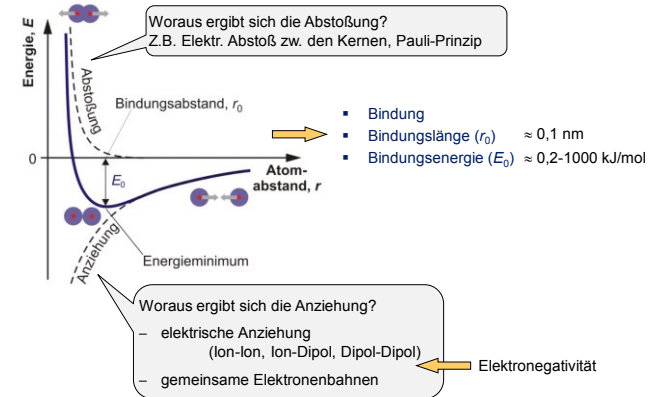 Woraus ergibt sich die Abstoßung?
Z.B. Elektr. Abstoß zw. den Kernen, Pauli-Prinzip
Energie, E
Abstoßung
Bindungsabstand, r₀
0
E₀
Atom-
abstand, r
Anziehung
Energieminimum
▪ Bindung
▪ Bindungslänge (r₀) ≈ 0,1 nm
▪ Bindungsenergie (E₀) ≈ 0,2-1000 kJ/mol
Woraus ergibt sich die Anziehung?
– elektrische Anziehung
(Ion-Ion, Ion-Dipol, Dipol-Dipol)
– gemeinsame Elektronenbahnen
Elektronegativität